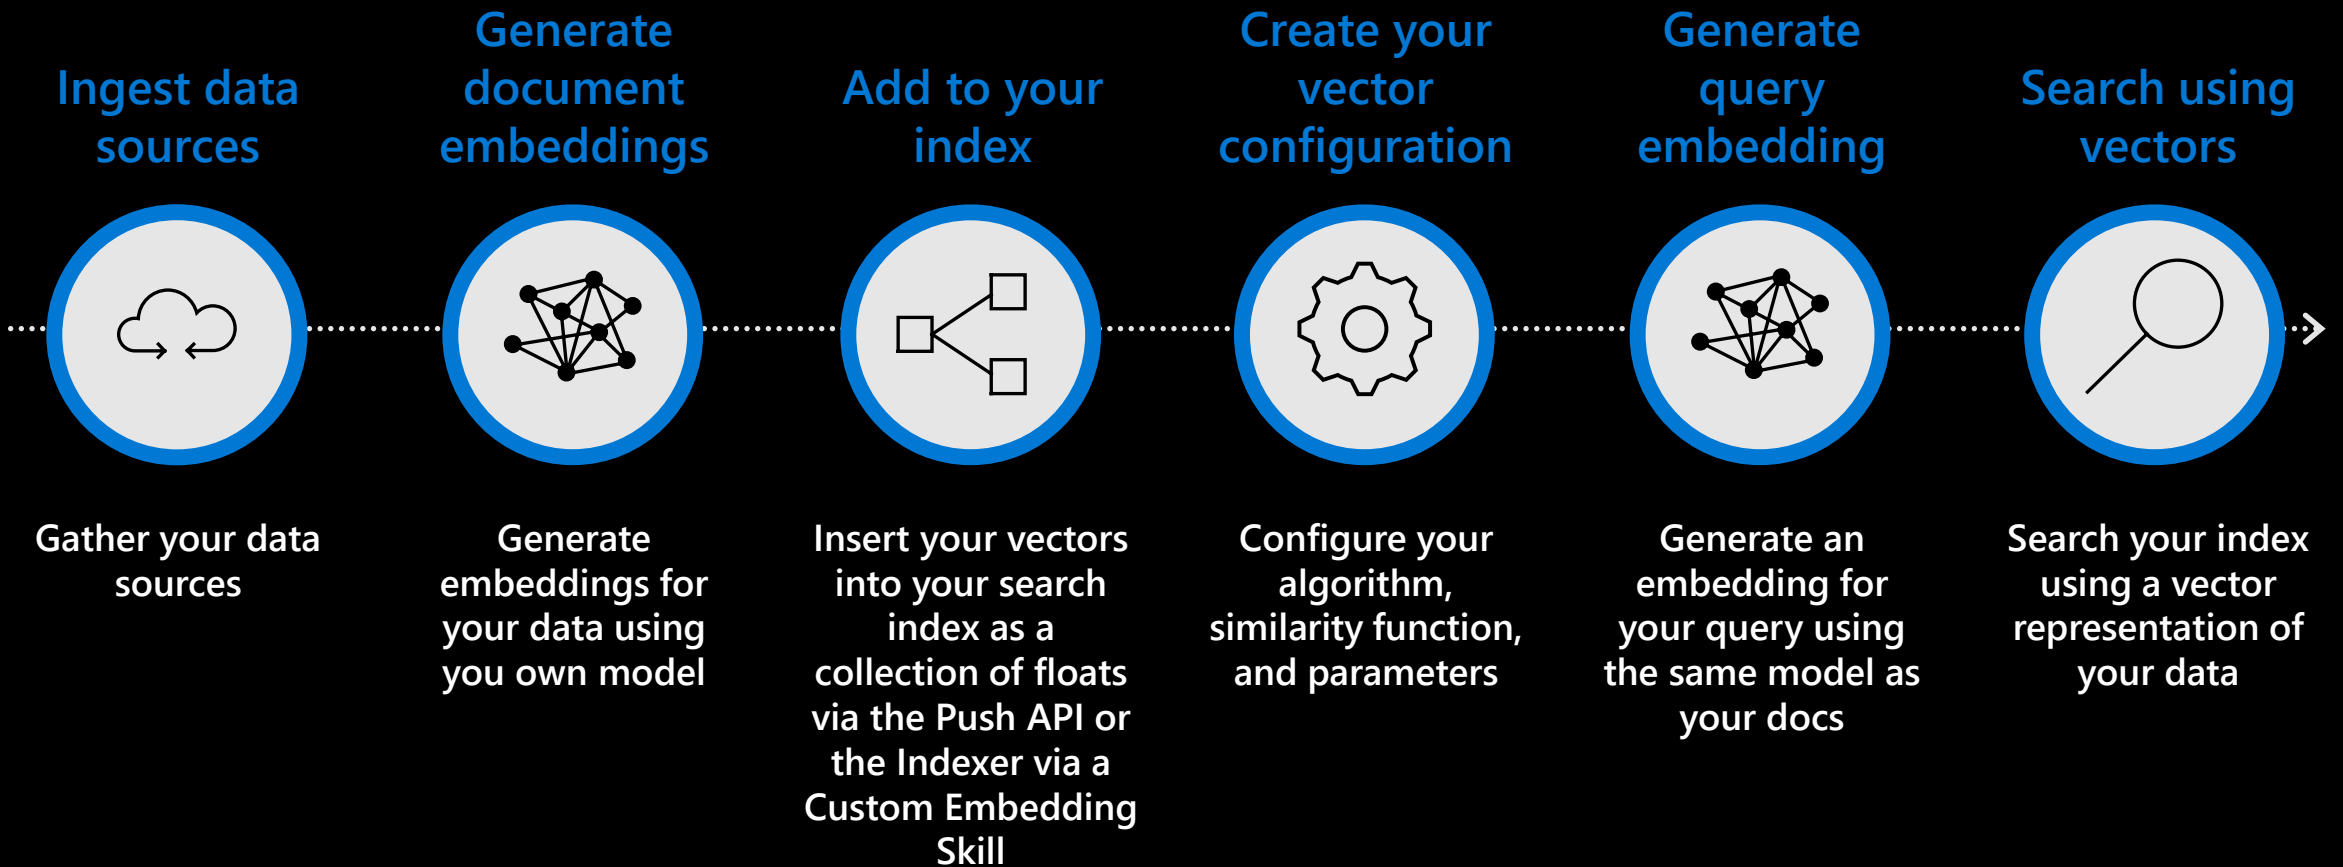 Ingest data
sources
Gather your data
sources
Generate
document
embeddings
Generate
embeddings for
your data using
you own model
Add to your
index
Insert your vectors
into your search
index as a
collection of floats
via the Push API or
the Indexer via a
Custom Embedding
Skill
Create your
vector
configuration
Configure your
algorithm,
similarity function,
and parameters
Generate
query
embedding
Generate an
embedding for
your query using
the same model as
your docs
Search using
vectors
Search your index
using a vector
representation of
your data